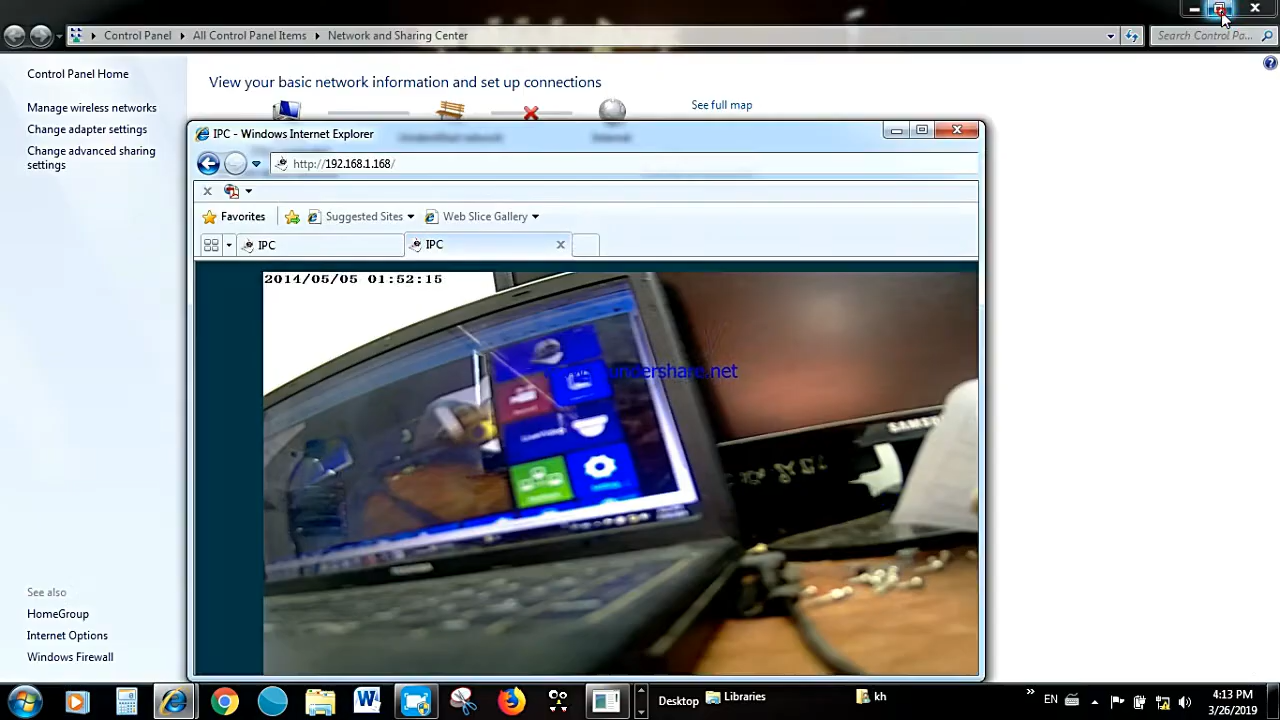 Control Panel
All Control Panel Items
Network and Sharing Center
Search Control Pa...
Control Panel Home
Manage wireless networks
Change adapter settings
Change advanced sharing
settings
View your basic network information and set up connections
See full map
IPC - Windows Internet Explorer
http://192.168.1.168/
Favorites
Suggested Sites
Web Slice Gallery
IPC
IPC
2014/05/05 01:52:15
See also
HomeGroup
Internet Options
Windows Firewall
Desktop
Libraries
kh
EN
4:13 PM
3/26/2019